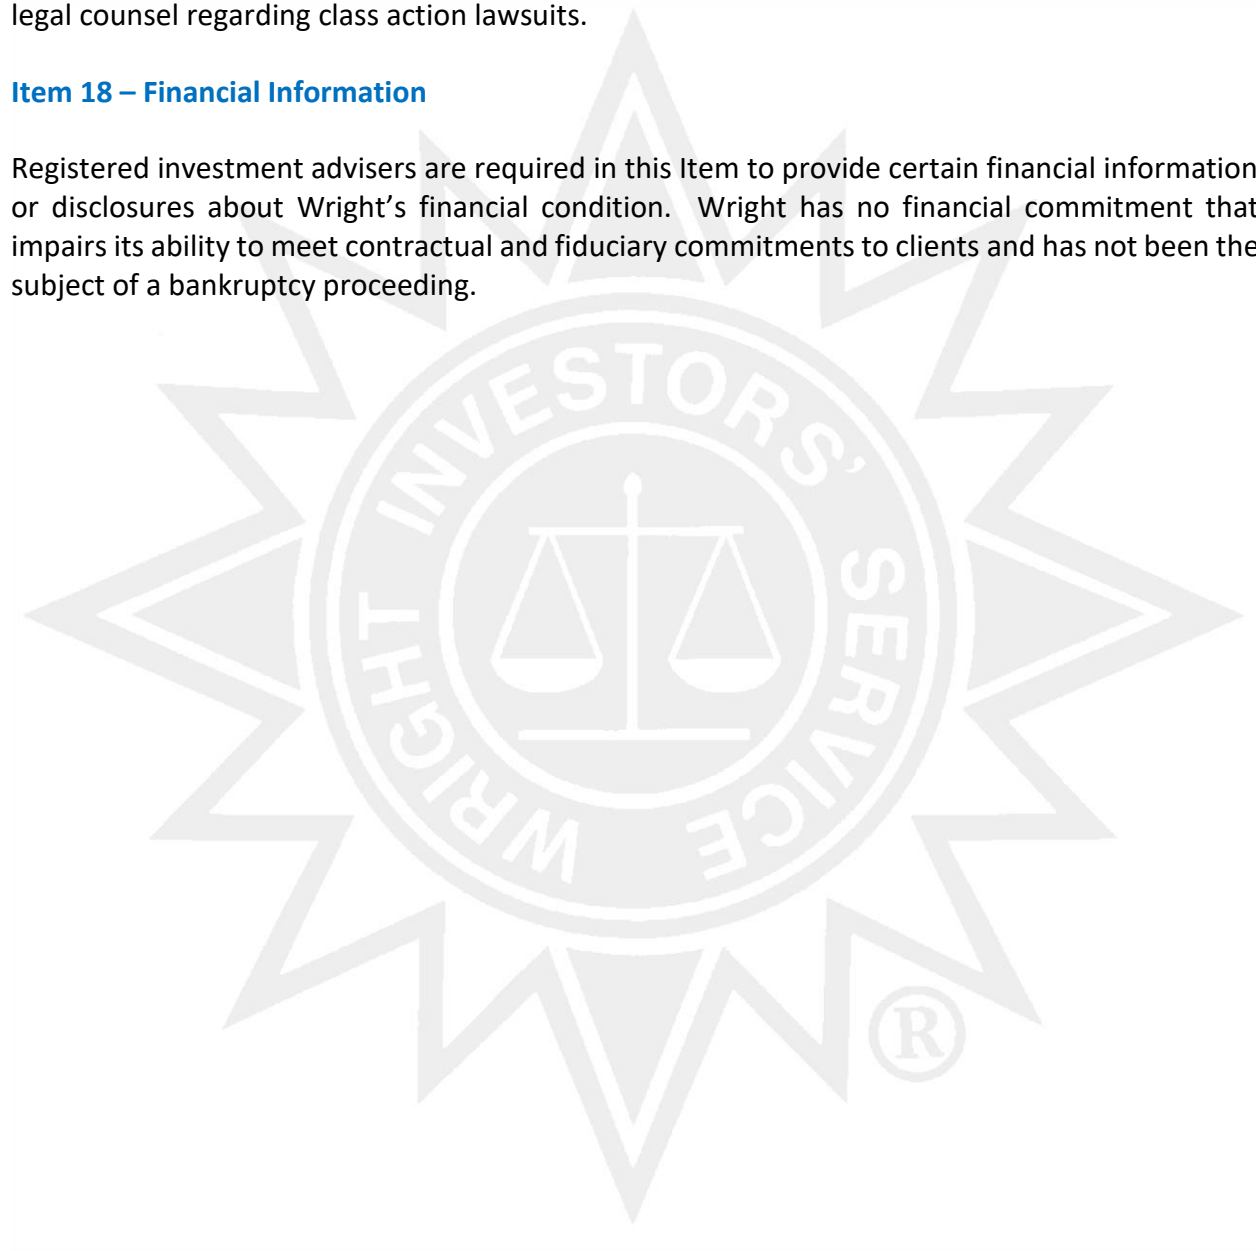 legal counsel regarding class action lawsuits.
Item 18 – Financial Information
Registered investment advisers are required in this Item to provide certain financial information
or disclosures about Wright’s financial condition.  Wright has no financial commitment that
impairs its ability to meet contractual and fiduciary commitments to clients and has not been the
subject of a bankruptcy proceeding.
WRIGHT INVESTORS’ SERVICE
®